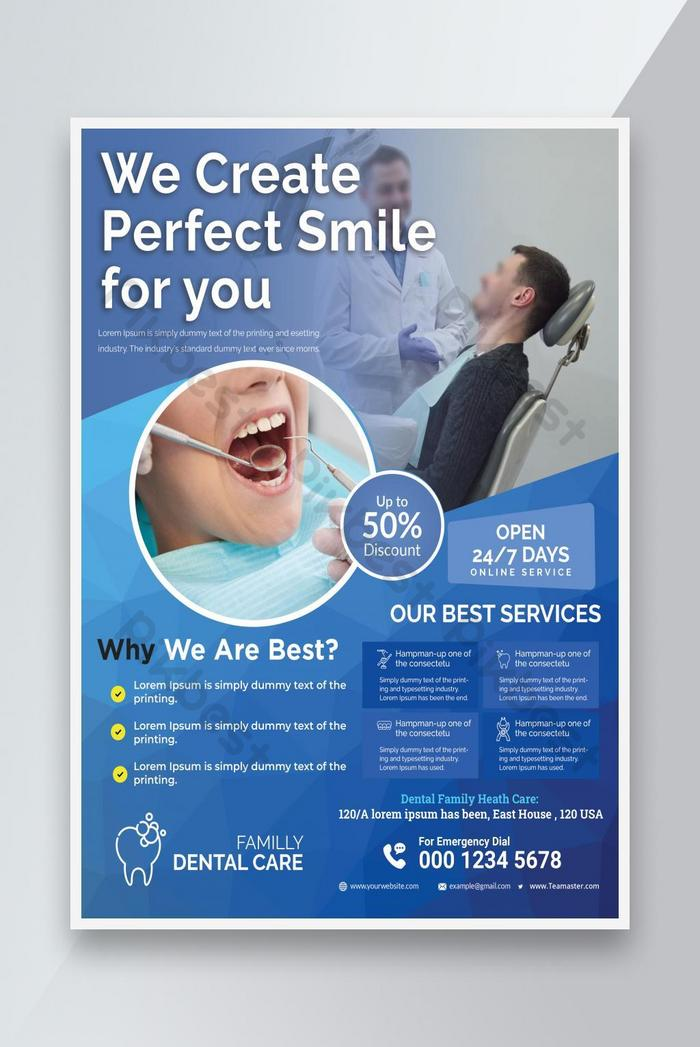 We Create
Perfect Smile
for you
Lorem Ipsum is simply dummy text of the printing and esetting
industry. The industry's standard dummy text ever since morns.
Up to
50%
Discount
OPEN
24/7 DAYS
ONLINE SERVICE
OUR BEST SERVICES
Hampman-up one of
the consectetu
Simply dummy text of the print-
ing and typesetting industry.
Lorem Ipsum has been the end.
Hampman-up one of
the consectetu
Simply dummy text of the print-
ing and typesetting industry.
Lorem Ipsum has been the end.
Hampman-up one of
the consectetu
Simply dummy text of the print-
ing and typesetting industry.
Lorem Ipsum has used.
Hampman-up one of
the consectetu
Simply dummy text of the print-
ing and typesetting industry.
Lorem Ipsum has used.
Why We Are Best?
Lorem Ipsum is simply dummy text of the
printing.
Lorem Ipsum is simply dummy text of the
printing.
Lorem Ipsum is simply dummy text of the
printing.
FAMILLY
DENTAL CARE
Dental Family Heath Care:
120/A lorem ipsum has been, East House , 120 USA
For Emergency Dial
000 1234 5678
www.yourwebsite.com
example@gmail.com
www.Teamaster.com
pikbest